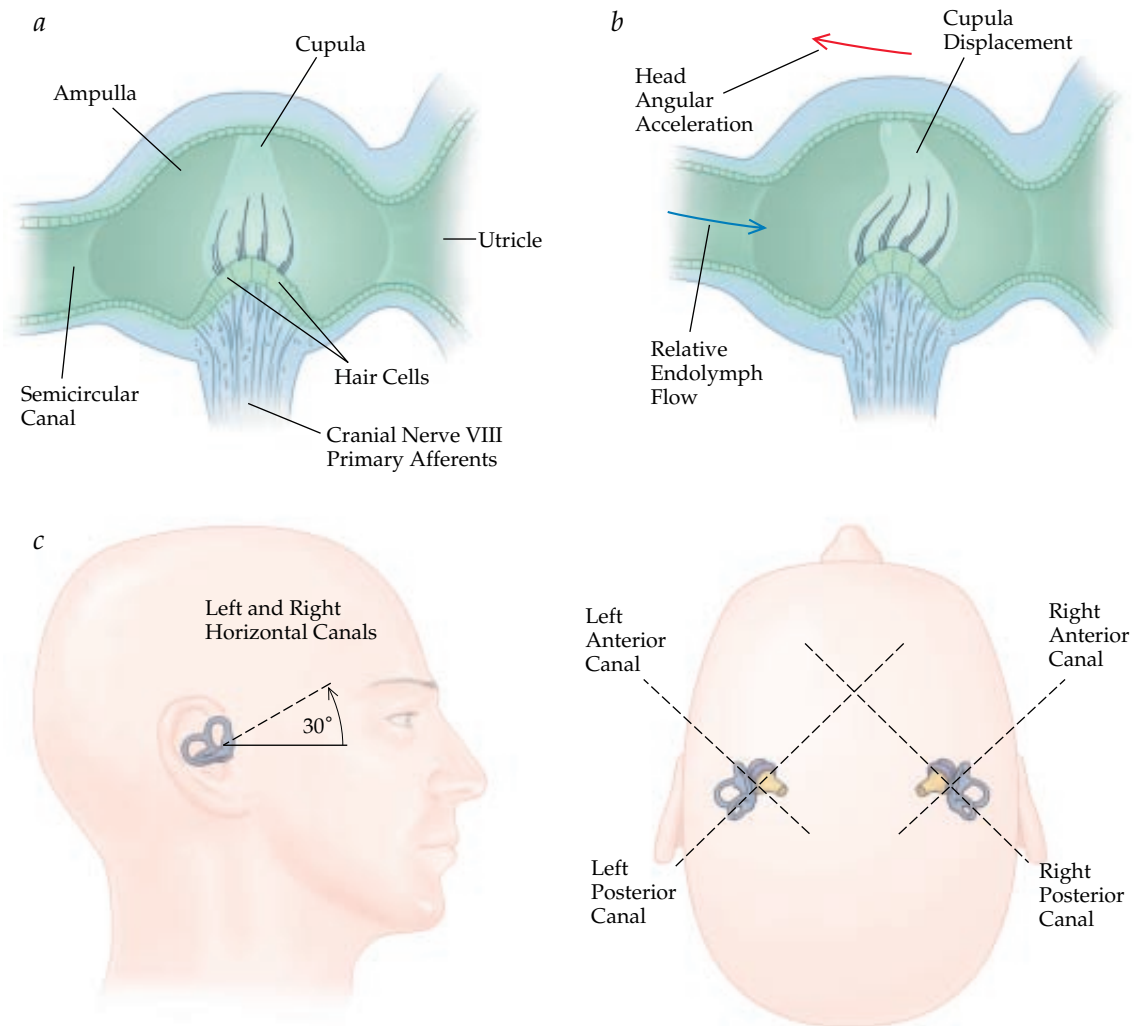 a
Cupula
Ampulla
Utricle
Hair Cells
Semicircular
Canal
Cranial Nerve VIII
Primary Afferents
b
Cupula
Displacement
Head
Angular
Acceleration
Relative
Endolymph
Flow
c
Left and Right
Horizontal Canals
30°
Left
Anterior
Canal
Right
Anterior
Canal
Left
Posterior
Canal
Right
Posterior
Canal